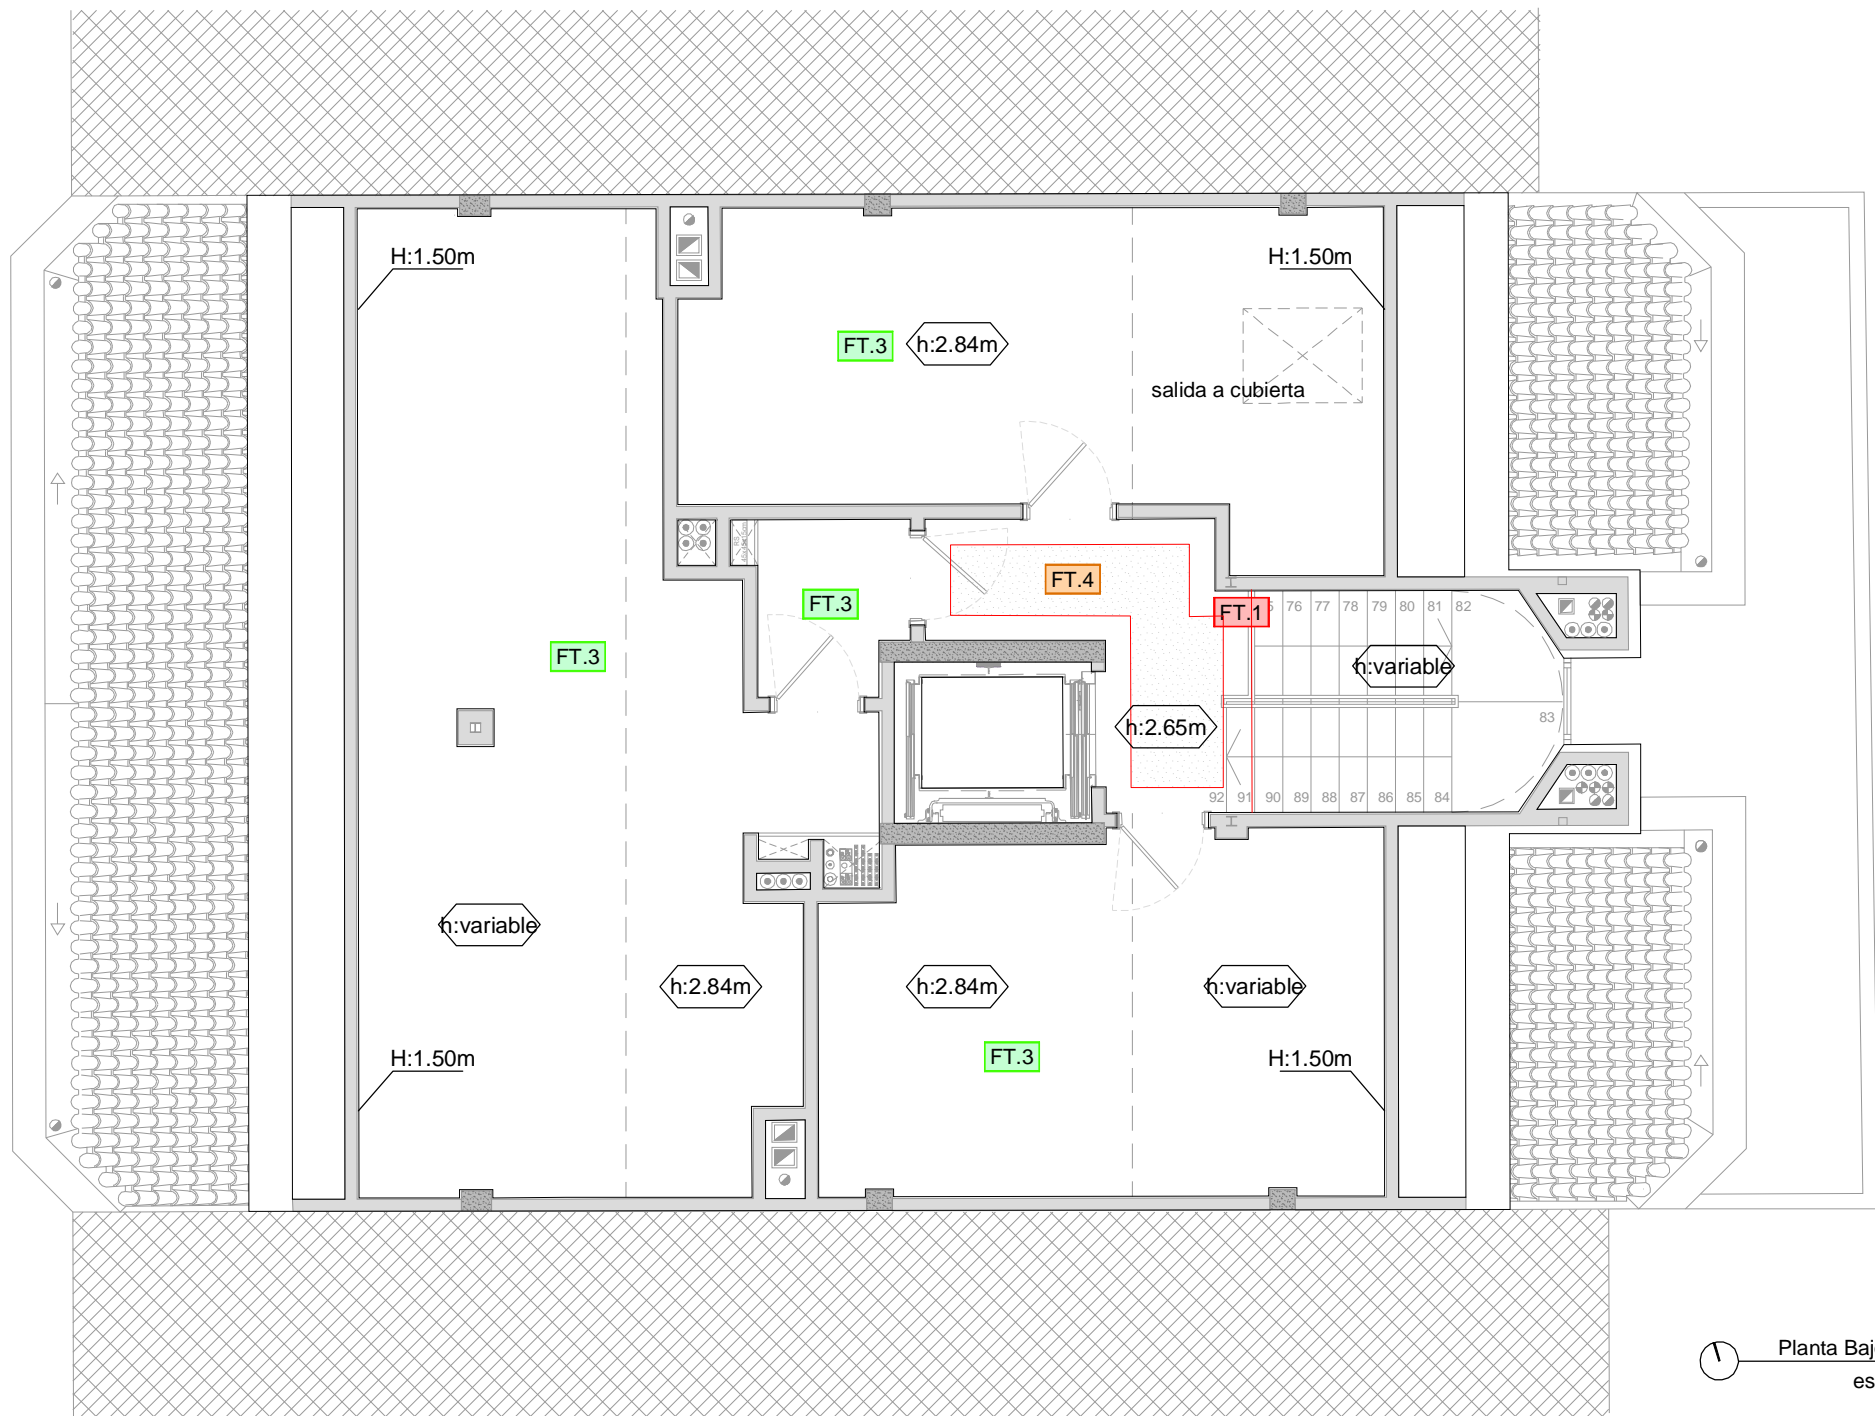 H:1.50m
H:1.50m
FT.3
h:2.84m
salida a cubierta
FT.4
FT.3
FT.1
76
77
78
79
80
81
82
FT.3
h:variable
h:2.65m
83
92
91
90
89
88
87
86
85
84
h:variable
h:2.84m
h:2.84m
h:variable
FT.3
H:1.50m
H:1.50m
Planta Baj
es